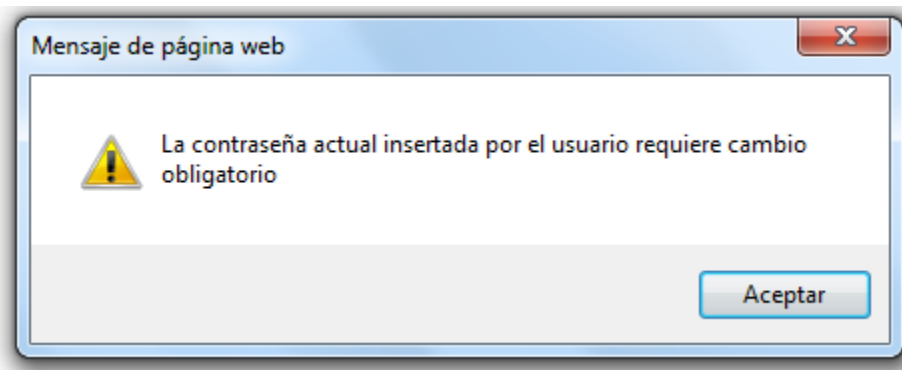 Mensaje de página web
La contraseña actual insertada por el usuario requiere cambio
obligatorio
Aceptar